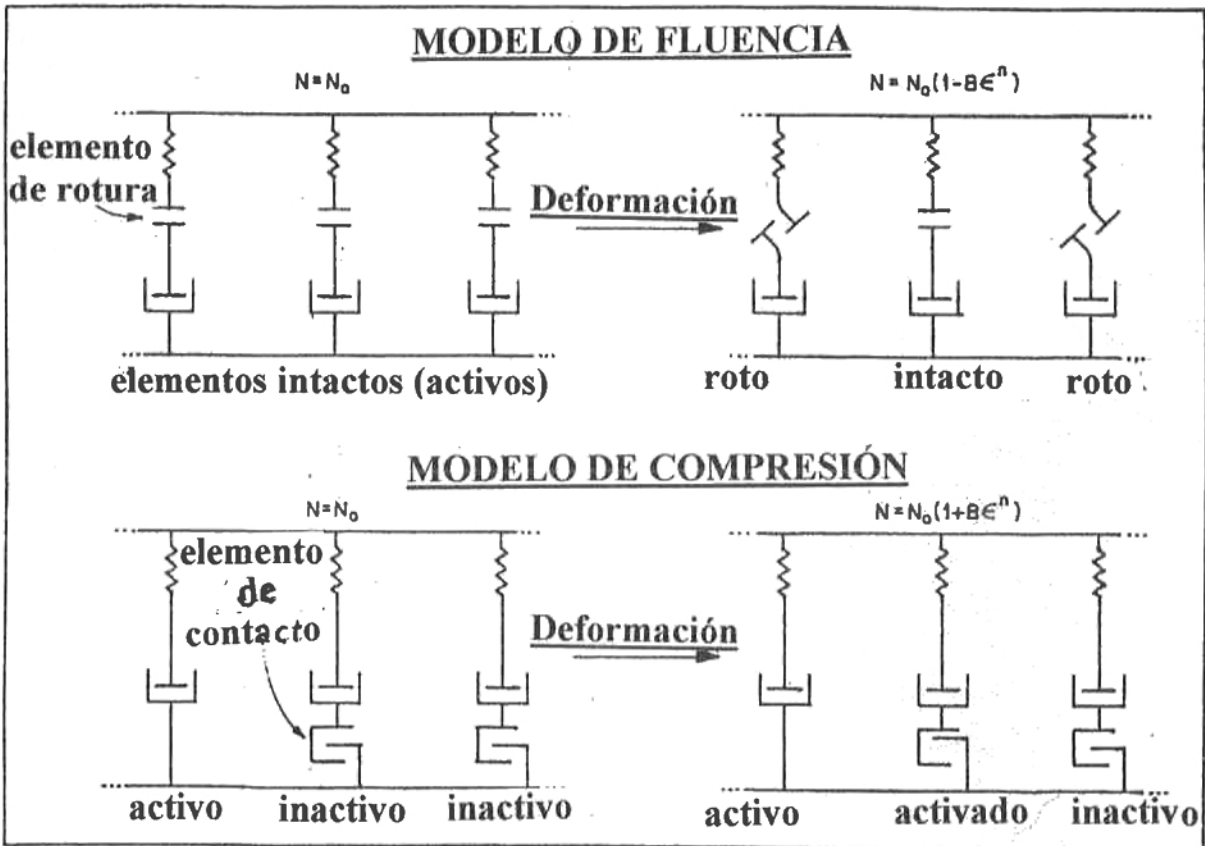 MODELO DE FLUENCIA
N=N₀
N=N₀(1-Bϵⁿ)
elemento
de rotura
Deformación
elementos intactos (activos)
roto
intacto
roto
MODELO DE COMPRESIÓN
N=N₀
N=N₀(1+Bϵⁿ)
elemento
de
contacto
Deformación
activo
inactivo
inactivo
activo
activado
inactivo